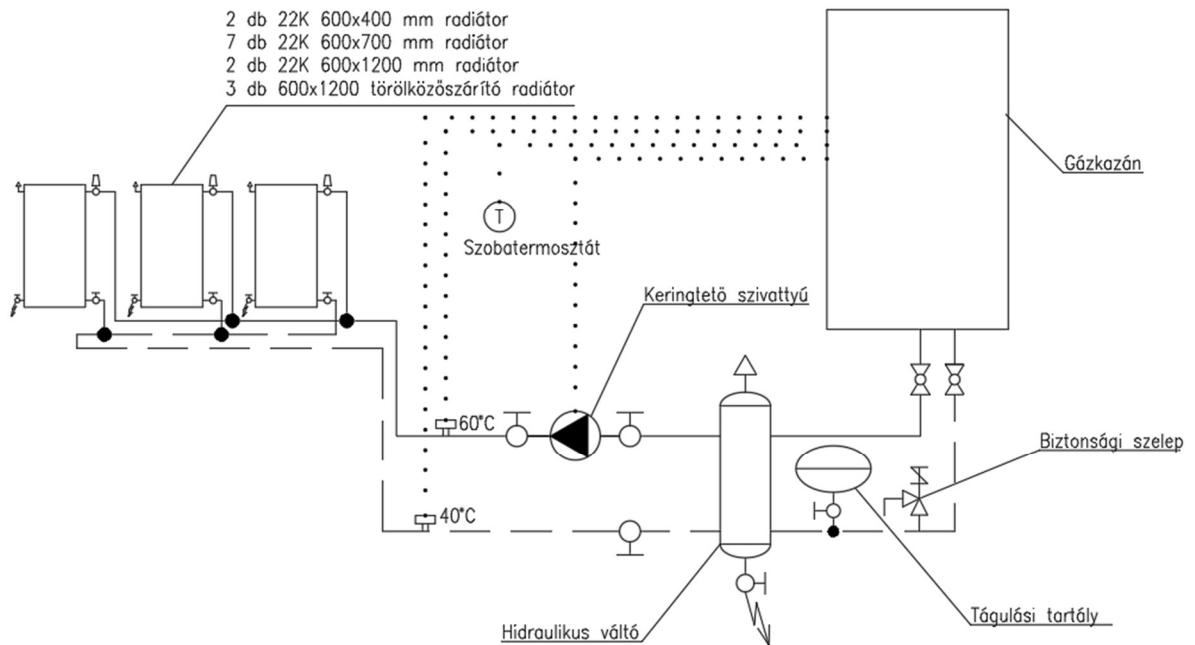 2 db 22K 600x400 mm radiátor
7 db 22K 600x700 mm radiátor
2 db 22K 600x1200 mm radiátor
3 db 600x1200 törölközőszárító radiátor
Gázkazán
T
Szobatermosztát
Keringtető szivattyú
60°C
Biztonsági szelep
40°C
Tágulási tartály
Hidraulikus váltó